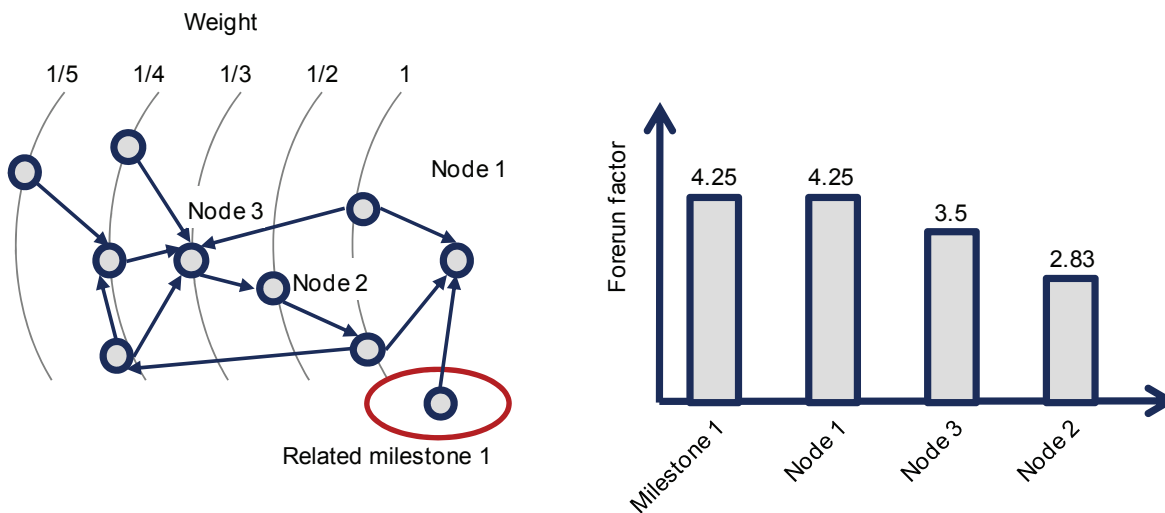 Weight
1/5
1/4
1/3
1/2
1
Node 1
Node 3
Node 2
Related milestone 1
Forerun factor
4.25
4.25
3.5
2.83
Milestone 1
Node 1
Node 3
Node 2